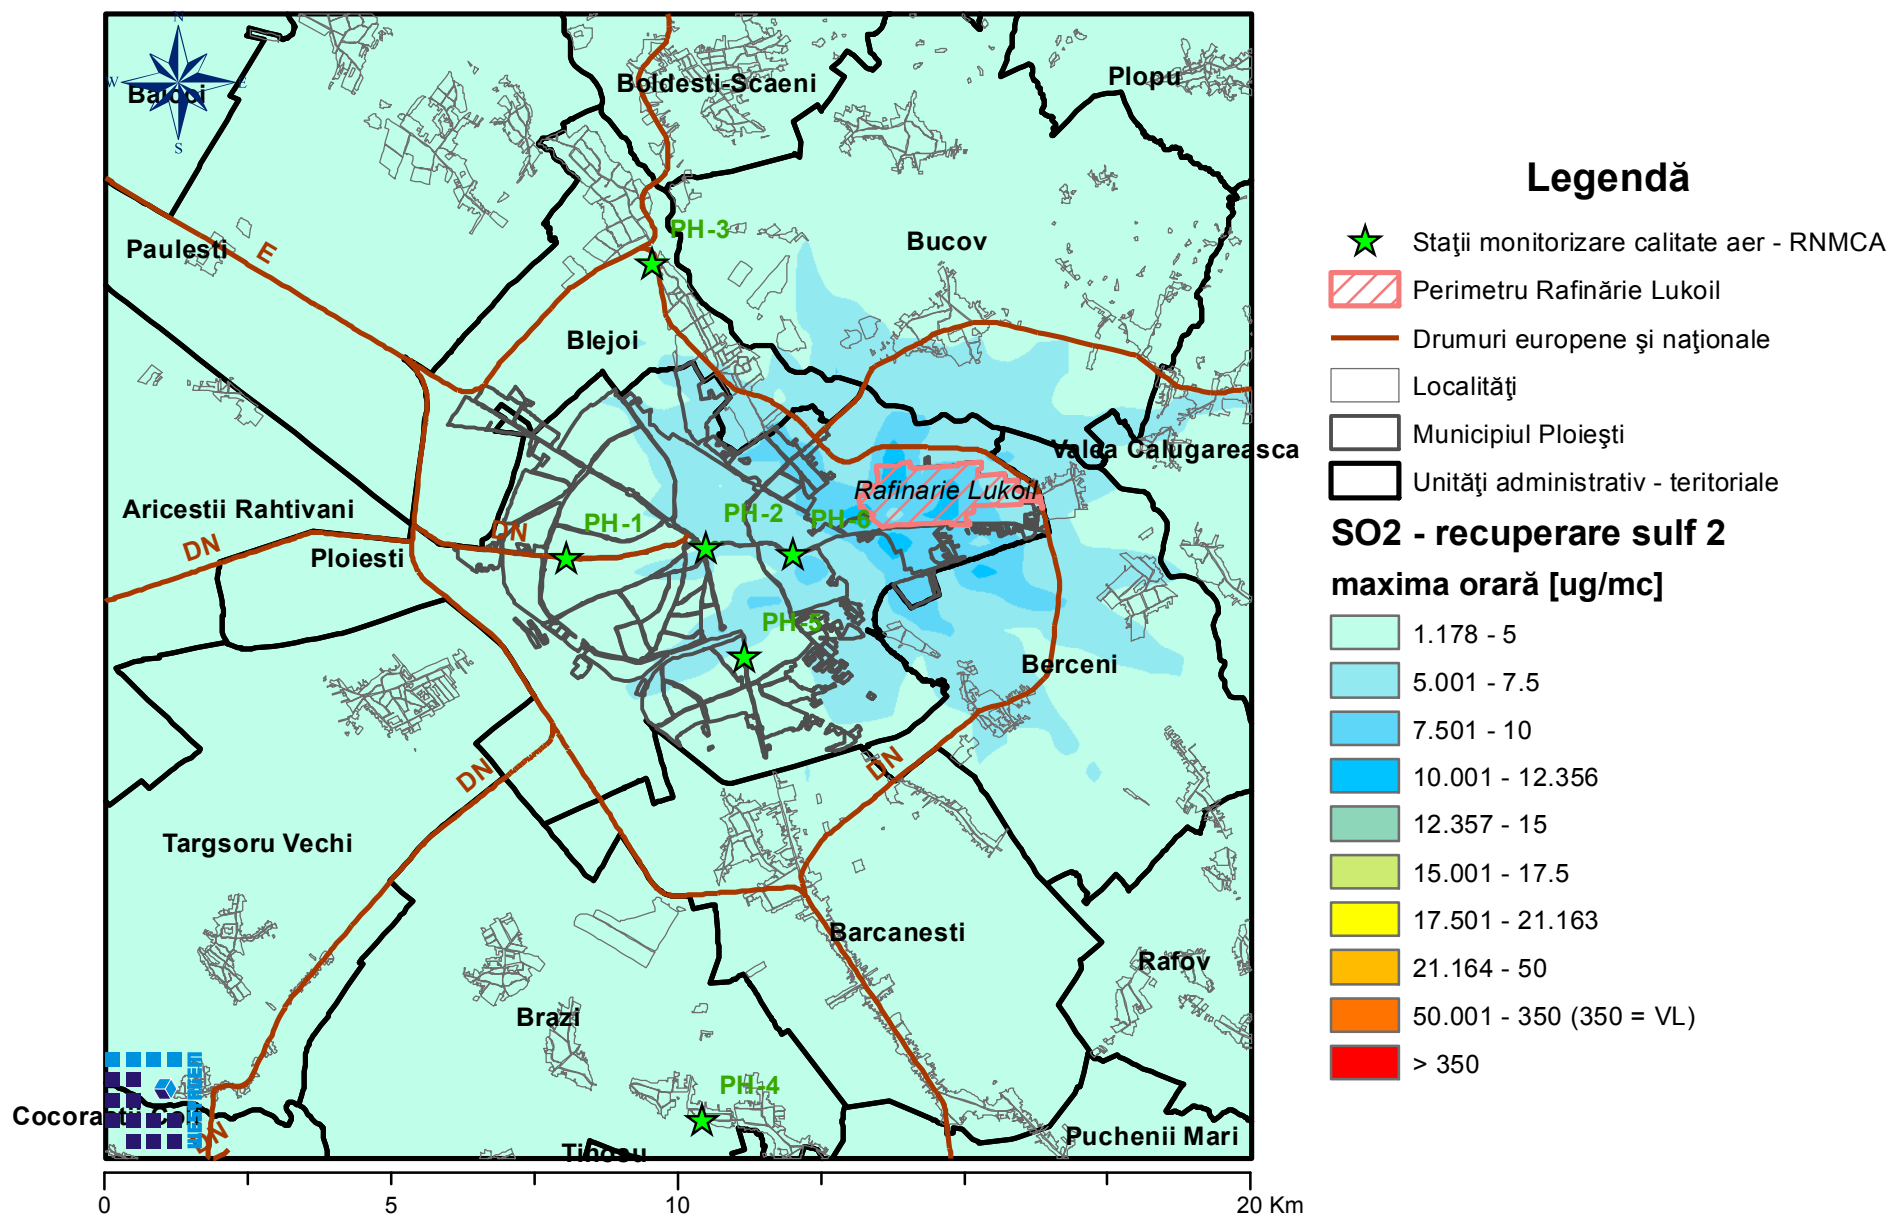 N
W
E
S
Baicoi
Boldesti-Scaeni
Plopu
Paulesti
E
PH-3
Bucov
Blejoi
Valea Calugareasca
Rafinarie Lukoil
Aricestii Rahtivani
DN
Ploiesti
DN
PH-1
PH-2
PH-6
PH-5
Berceni
DN
DN
Targsoru Vechi
Barcanesti
Rafov
Brazi
PH-4
DN
Puchenii Mari
Tinosu
0
5
10
20 Km
Legendă
Staţii monitorizare calitate aer - RNMCA
Perimetru Rafinărie Lukoil
Drumuri europene şi naţionale
Localităţi
Municipiul Ploieşti
Unităţi administrativ - teritoriale
SO2 - recuperare sulf 2
maxima orară [ug/mc]
1.178 - 5
5.001 - 7.5
7.501 - 10
10.001 - 12.356
12.357 - 15
15.001 - 17.5
17.501 - 21.163
21.164 - 50
50.001 - 350 (350 = VL)
> 350